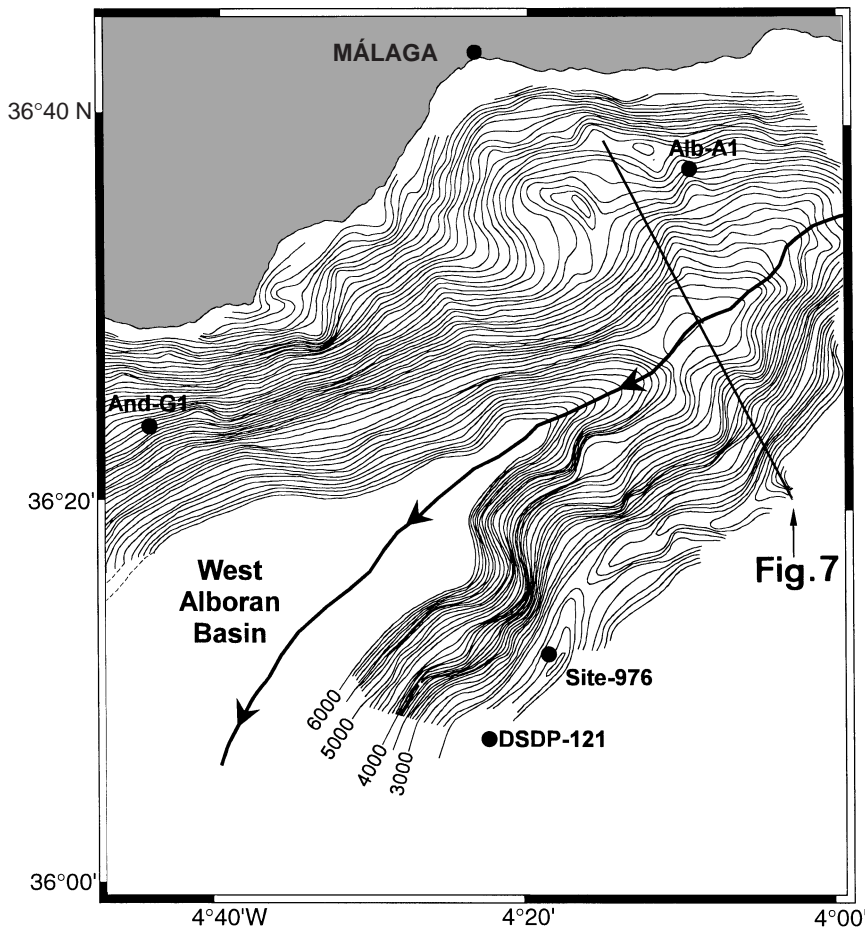 MÁLAGA
36°40 N
Alb-A1
And-G1
36°20'
Fig.7
West
Alboran
Basin
Site-976
6000
5000
4000
3000
DSDP-121
36°00'
4°40'W
4°20'
4°00'